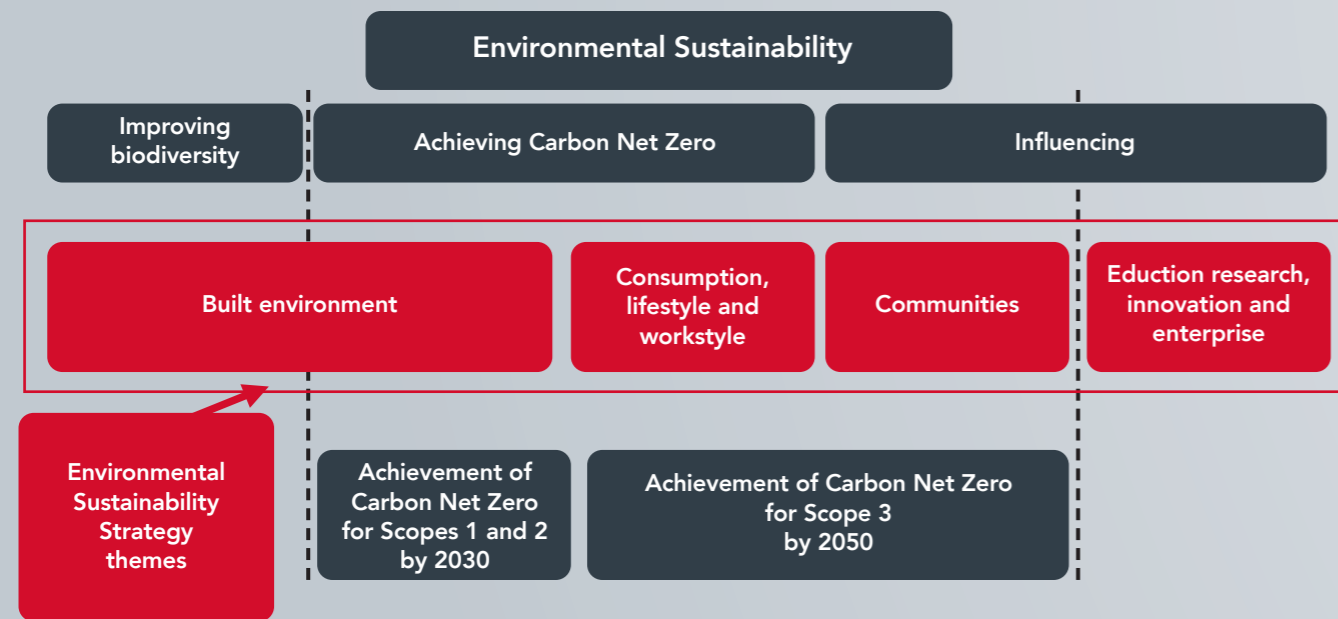 Environmental Sustainability
Improving
biodiversity
Achieving Carbon Net Zero
Influencing
Built environment
Consumption,
lifestyle and
workstyle
Communities
Eduction research,
innovation and
enterprise
Environmental
Sustainability
Strategy
themes
Achievement of
Carbon Net Zero
for Scopes 1 and 2
by 2030
Achievement of Carbon Net Zero
for Scope 3
by 2050